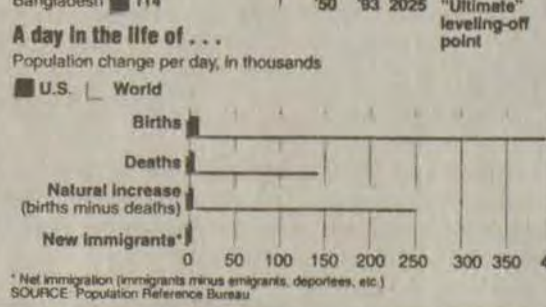 Bangladesh 114
'50 '93 2025 "Ultimate"
leveling-off
point
A day in the life of . . .
Population change per day, in thousands
U.S. World
Births
Deaths
Natural increase
(births minus deaths)
New immigrants*
0 50 100 150 200 250 300 350
* Net immigration (immigrants minus emigrants, deportees, etc.)
SOURCE: Population Reference Bureau